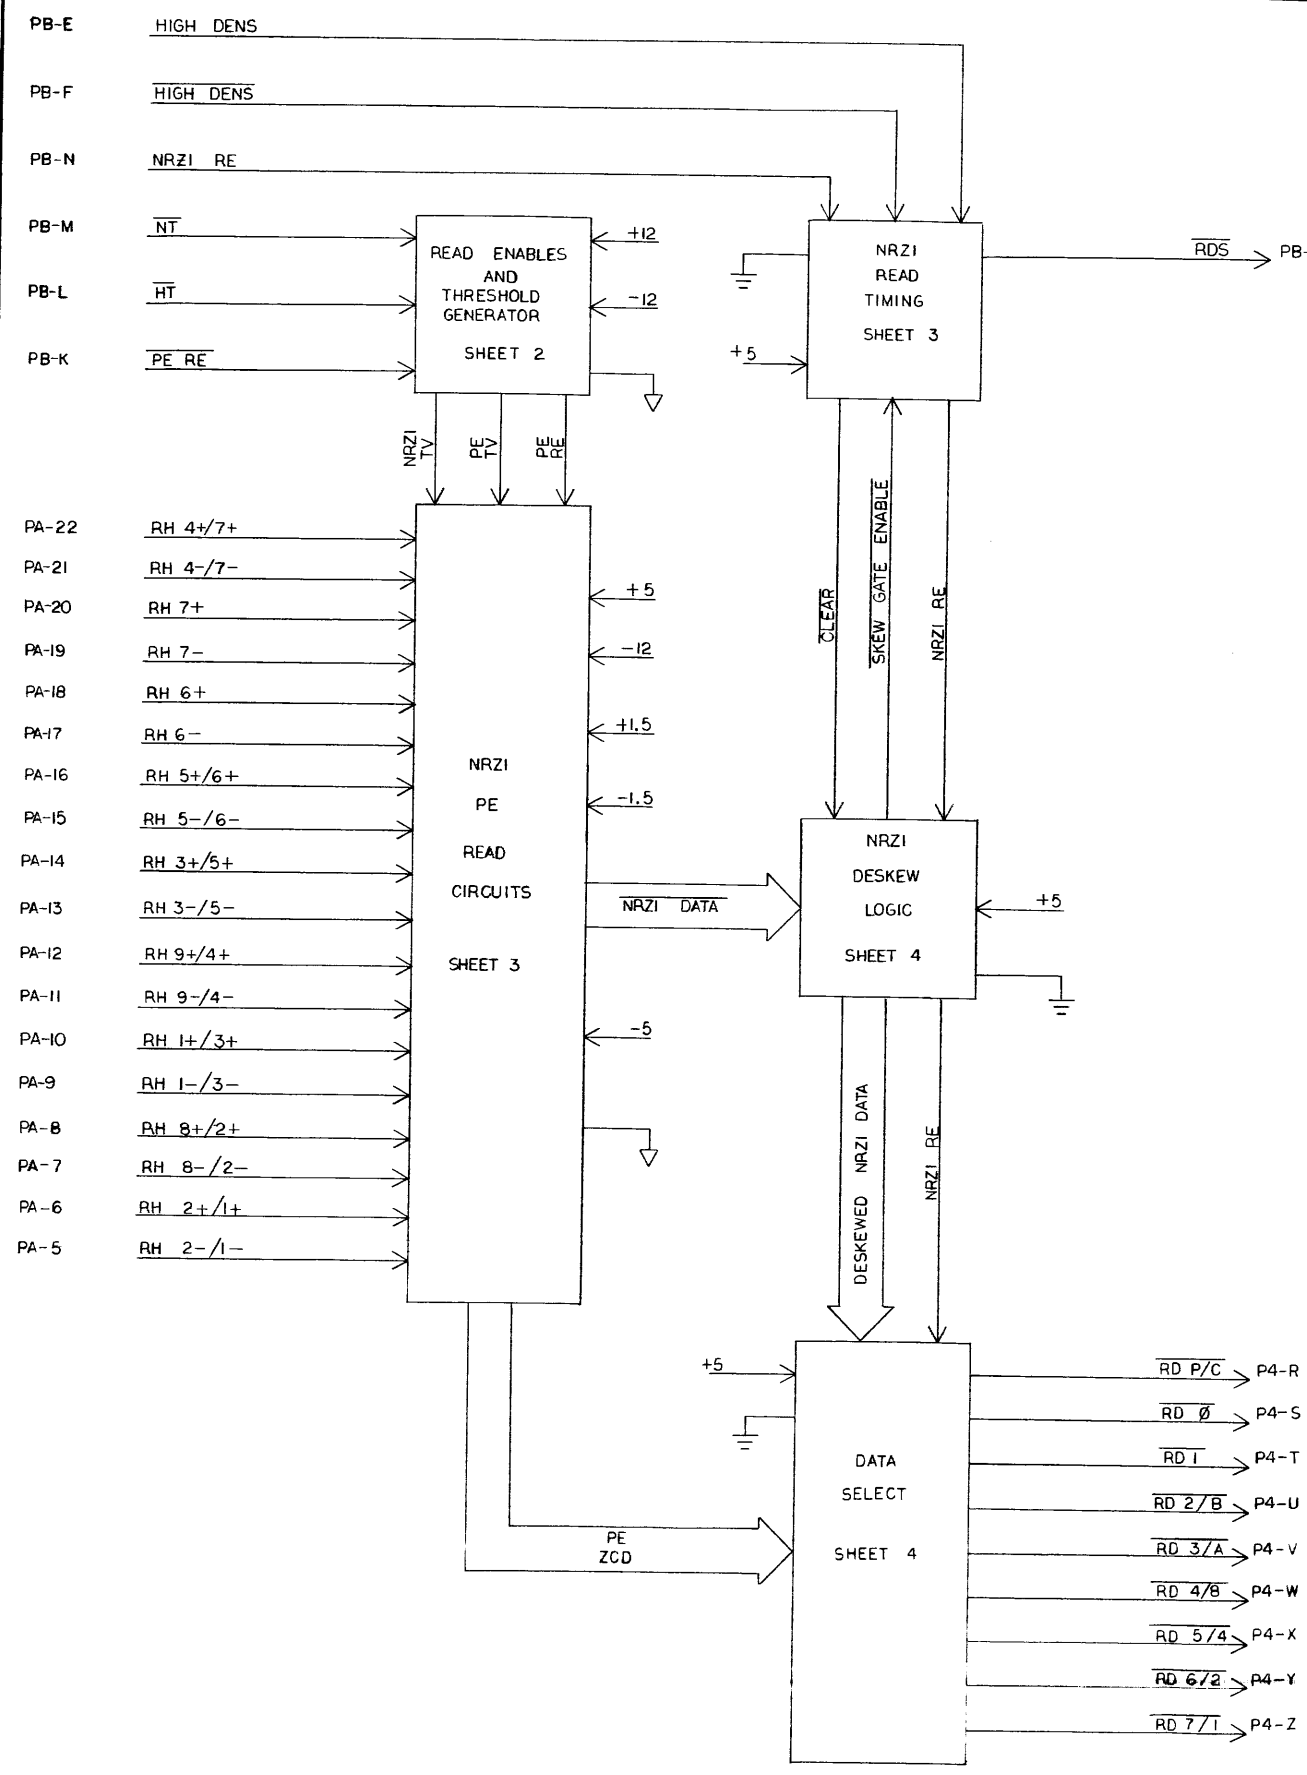 PB-E HIGH DENS
PB-F HIGH DENS
PB-N NRZI RE
PB-M NT
PB-L HT
PB-K PE RE
READ ENABLES
AND
THRESHOLD
GENERATOR
SHEET 2
+12
-12
NRZI
READ
TIMING
SHEET 3
+5
RDS PB-
NRZI TV
PE TV
PE RE
CLEAR
SKEW GATE ENABLE
NRZI RE
PA-22 RH 4+/7+
PA-21 RH 4-/7-
PA-20 RH 7+
PA-19 RH 7-
PA-18 RH 6+
PA-17 RH 6-
PA-16 RH 5+/6+
PA-15 RH 5-/6-
PA-14 RH 3+/5+
PA-13 RH 3-/5-
PA-12 RH 9+/4+
PA-11 RH 9-/4-
PA-10 RH 1+/3+
PA-9 RH 1-/3-
PA-8 RH 8+/2+
PA-7 RH 8-/2-
PA-6 RH 2+/1+
PA-5 RH 2-/1-
NRZI
PE
READ
CIRCUITS
SHEET 3
+5
-12
+1.5
-1.5
NRZI DATA
-5
NRZI
DESKEW
LOGIC
SHEET 4
+5
DESKEWED NRZI DATA
NRZI RE
PE
ZCD
+5
DATA
SELECT
SHEET 4
RD P/C P4-R
RD Ø P4-S
RD 1 P4-T
RD 2/B P4-U
RD 3/A P4-V
RD 4/8 P4-W
RD 5/4 P4-X
RD 6/2 P4-Y
RD 7/1 P4-Z